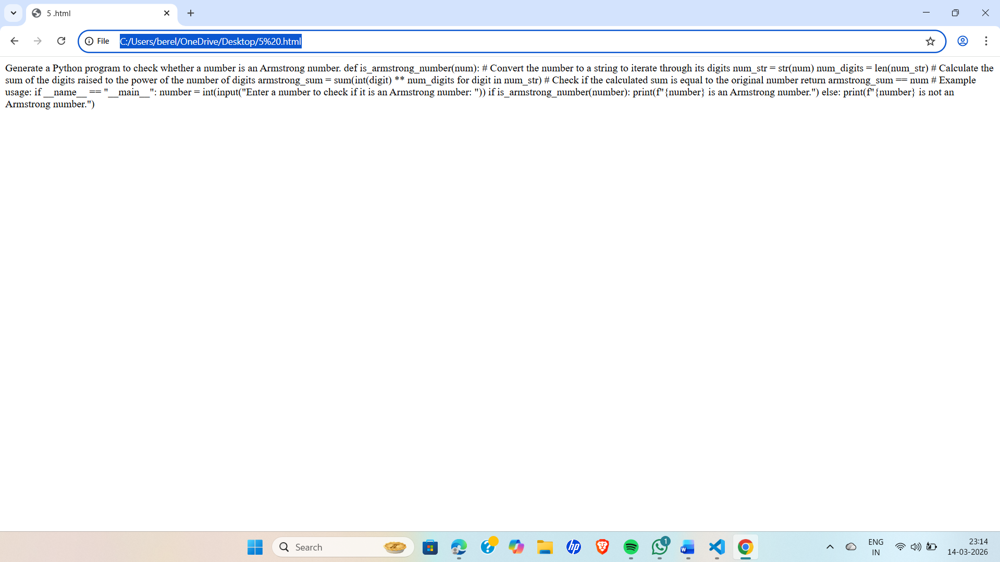 5 .html
File
C:/Users/berel/OneDrive/Desktop/5%20.html
Generate a Python program to check whether a number is an Armstrong number. def is_armstrong_number(num): # Convert the number to a string to iterate through its digits num_str = str(num) num_digits = len(num_str) # Calculate the
sum of the digits raised to the power of the number of digits armstrong_sum = sum(int(digit) ** num_digits for digit in num_str) # Check if the calculated sum is equal to the original number return armstrong_sum == num # Example
usage: if __name__ == "__main__": number = int(input("Enter a number to check if it is an Armstrong number: ")) if is_armstrong_number(number): print(f"{number} is an Armstrong number.") else: print(f"{number} is not an
Armstrong number.")
Search
hp
1
W
ENG
IN
23:14
14-03-2026